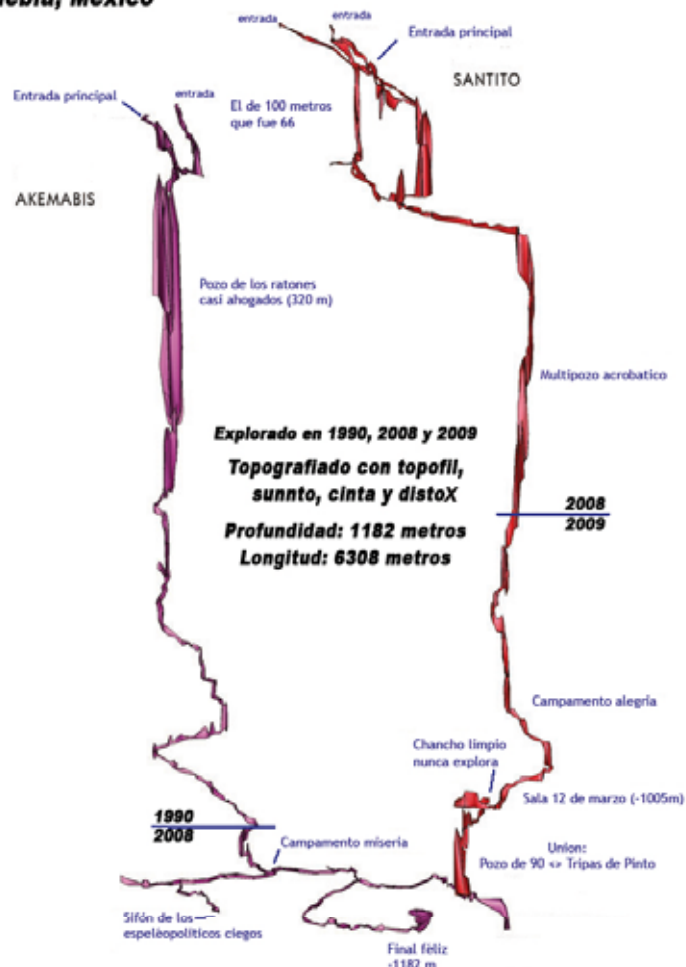 México
entrada
entrada
Entrada principal
SANTITO
Entrada principal
entrada
El de 100 metros
que fue 66
AKEMABIS
Pozo de los ratones
casi ahogados (320 m)
Multipozo acrobatico
Explorado en 1990, 2008 y 2009
Topografiado con topofil,
sunnto, cinta y distoX
Profundidad: 1182 metros
Longitud: 6308 metros
2008
2009
Campamento alegria
Chancho limpio
nunca explora
Sala 12 de marzo (-1005m)
1990
2008
Campamento miseria
Union:
Pozo de 90 <> Tripas de Pinto
Sifón de los
espeleopolíticos ciegos
Final féliz
-1182 m